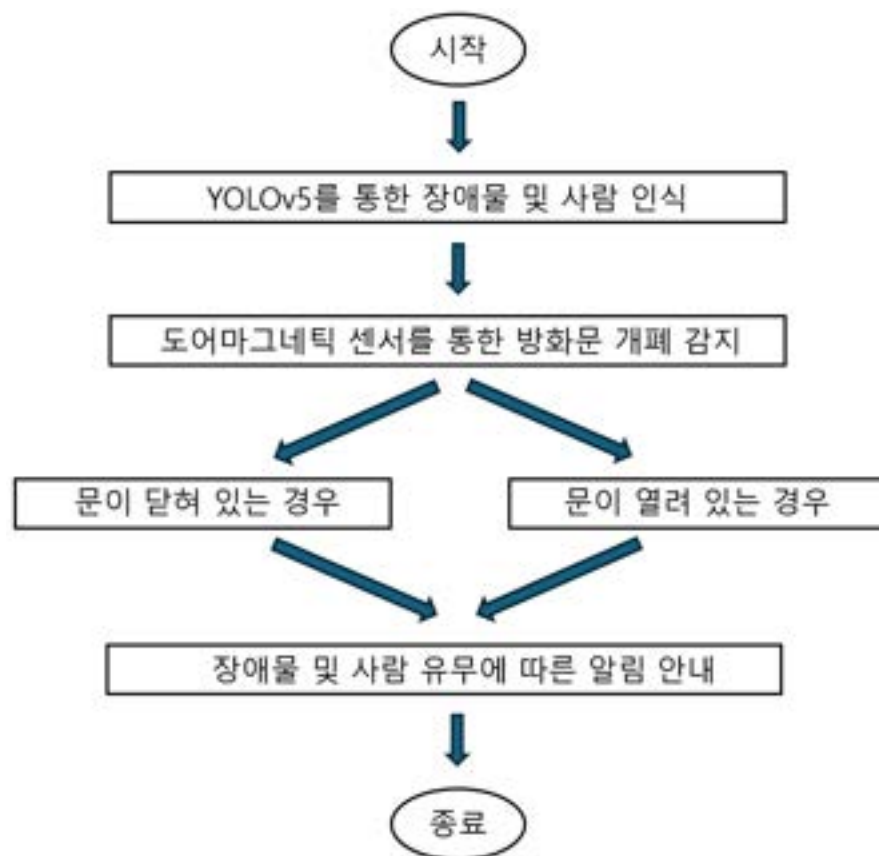 시작
YOLOv5를 통한 장애물 및 사람 인식
도어마그네틱 센서를 통한 방화문 개폐 감지
문이 닫혀 있는 경우
문이 열려 있는 경우
장애물 및 사람 유무에 따른 알림 안내
종료